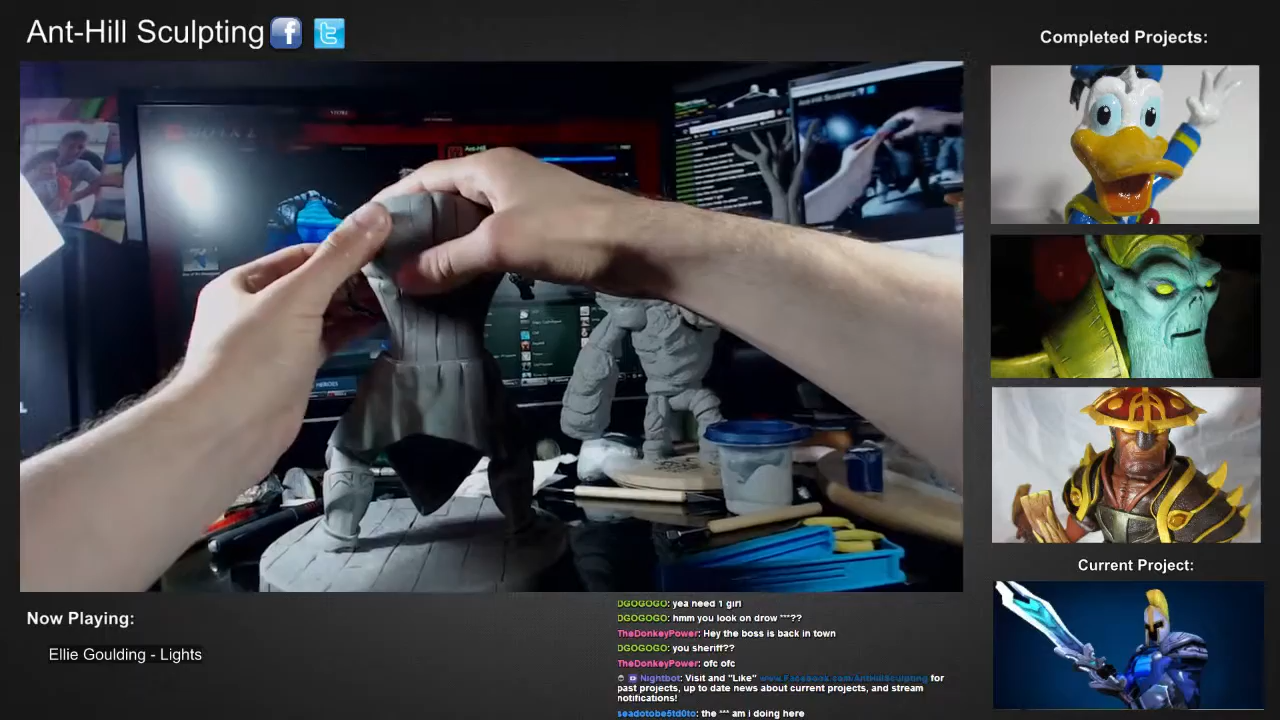 Ant-Hill Sculpting
Completed Projects:
Current Project:
Now Playing:
Ellie Goulding - Lights
DGOGOGO: yea need 1 girl
DGOGOGO: hmm you look on drow ***??
TheDonkeyPower: Hey the boss is back in town
DGOGOGO: you sheriff??
TheDonkeyPower: ofc ofc
Nightbot: Visit and "Like" www.Facebook.com/AntHillSculpting for
past projects, up to date news about current projects, and stream
notifications!
seadotobe5td0to: the *** am i doing here